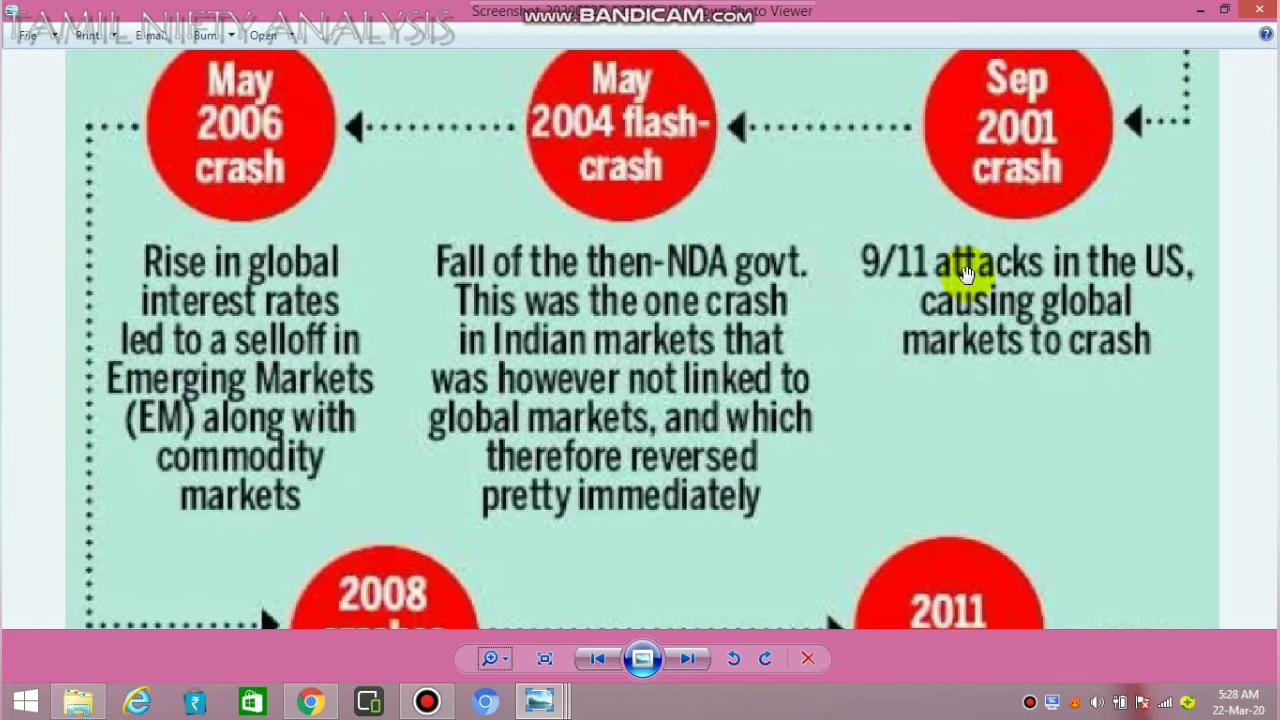 Screenshot
www.BANDICAM.com
Windows Photo Viewer
TAMIL NIFTY ANALYSIS
File Print E-mail Burn Open
May
2006
crash
May
2004 flash-
crash
Sep
2001
crash
Rise in global
interest rates
led to a selloff in
Emerging Markets
(EM) along with
commodity
markets
Fall of the then-NDA govt.
This was the one crash
in Indian markets that
was however not linked to
global markets, and which
therefore reversed
pretty immediately
9/11 attacks in the US,
causing global
markets to crash
2008
2011
5:28 AM
22-Mar-20